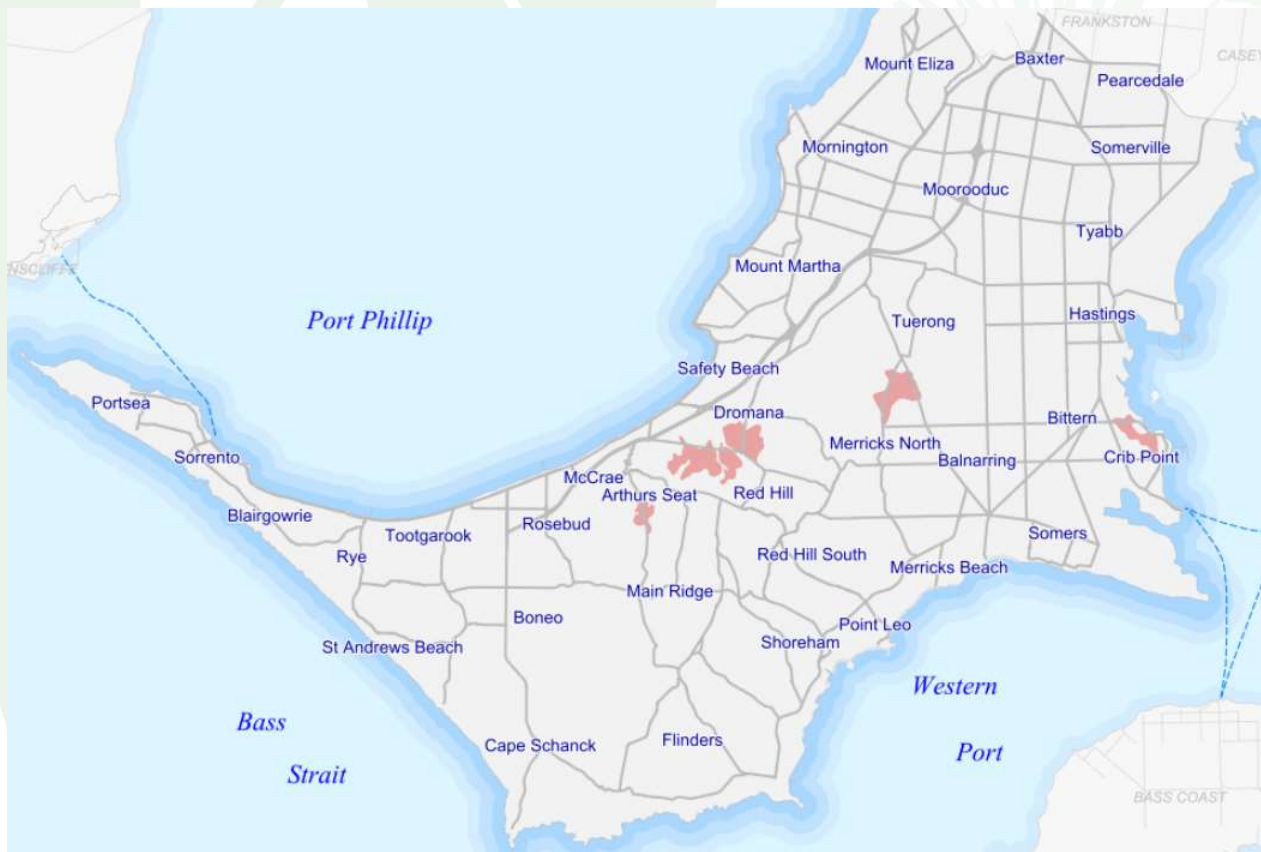 FRANKSTON
Mount Eliza
Baxter
CASEY
Pearcedale
Mornington
Somerville
Moorooduc
Tyabb
Mount Martha
NSCLIFFE
Port Phillip
Tuerong
Hastings
Safety Beach
Portsea
Dromana
Bittern
Merricks North
Sorrento
Balnarring
Crib Point
McCrae
Arthurs Seat
Red Hill
Blairgowrie
Rosebud
Tootgarook
Somers
Rye
Red Hill South
Merricks Beach
Main Ridge
Boneo
Point Leo
Shoreham
St Andrews Beach
Western
Bass
Flinders
Cape Schanck
Port
Strait
BASS COAST